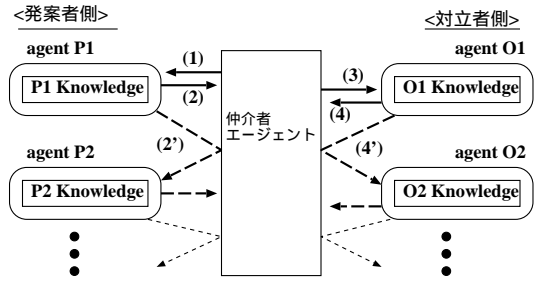 <発案者側>
<対立者側>
agent P1
agent O1
(1)
P1 Knowledge
(2)
(3)
O1 Knowledge
(4)
仲介者
エージェント
(2')
(4')
agent P2
agent O2
P2 Knowledge
O2 Knowledge